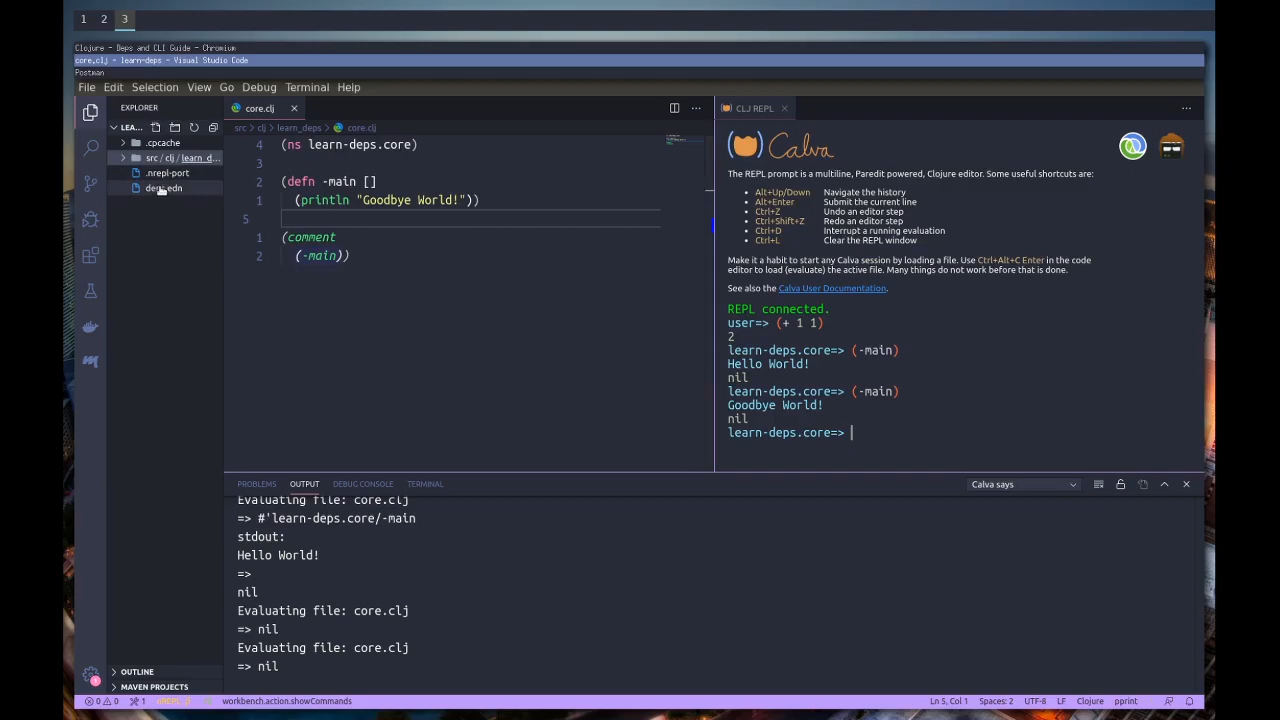 1 2 3
Clojure - Deps and CLI Guide - Chromium
core.clj - learn-deps - Visual Studio Code
Postman
File Edit Selection View Go Debug Terminal Help
EXPLORER
LEA...
.cpcache
src / clj / learn_d...
.nrepl-port
core.clj
src > clj > learn_deps > core.clj
4 (ns learn-deps.core)
3
2 (defn -main []
1 (println "Goodbye World!"))
5
1 (comment
2 (-main))
CLJ REPL
Calva
The REPL prompt is a multiline, Paredit powered, Clojure editor. Some useful shortcuts are:
Alt+Up/Down Navigate the history
Alt+Enter Submit the current line
Ctrl+Z Undo an editor step
Ctrl+Shift+Z Redo an editor step
Ctrl+D Interrupt a running evaluation
Ctrl+L Clear the REPL window
Make it a habit to start any Calva session by loading a file. Use Ctrl+Alt+C Enter in the code
editor to load (evaluate) the active file. Many things do not work before that is done.
See also the Calva User Documentation.
REPL connected.
user=> (+ 1 1)
2
learn-deps.core=> (-main)
Hello World!
nil
learn-deps.core=> (-main)
Goodbye World!
nil
learn-deps.core=>
PROBLEMS OUTPUT DEBUG CONSOLE TERMINAL
Calva says
Evaluating file: core.clj
=> #'learn-deps.core/-main
stdout:
Hello World!
=>
nil
Evaluating file: core.clj
=> nil
Evaluating file: core.clj
=> nil
OUTLINE
MAVEN PROJECTS
1
0 0 1 workbench.action.showCommands
Ln 5, Col 1 Spaces: 2 UTF-8 LF Clojure pprint